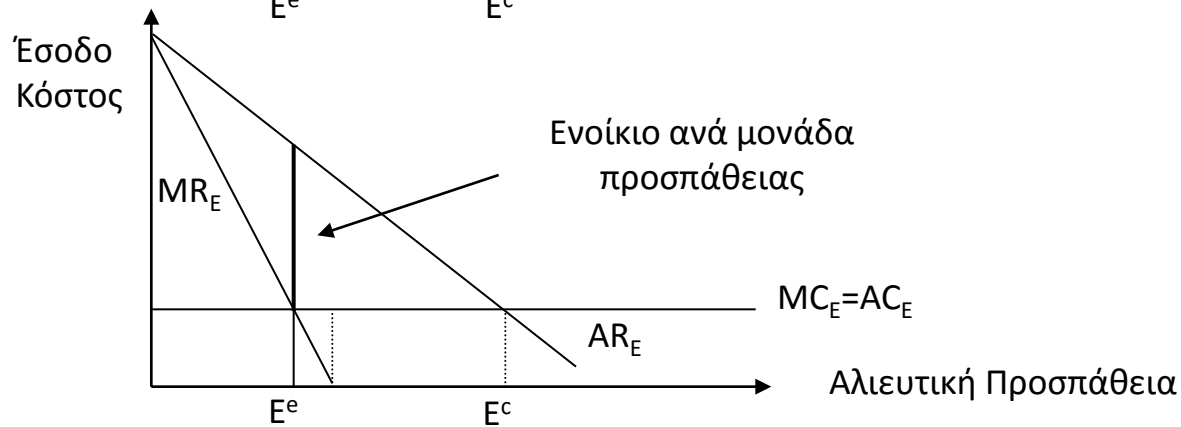 Eᵉ Eᶜ
Έσοδο
Κόστος
Ενοίκιο ανά μονάδα
προσπάθειας
MR_E
MC_E=AC_E
AR_E
Αλιευτική Προσπάθεια
Eᵉ Eᶜ